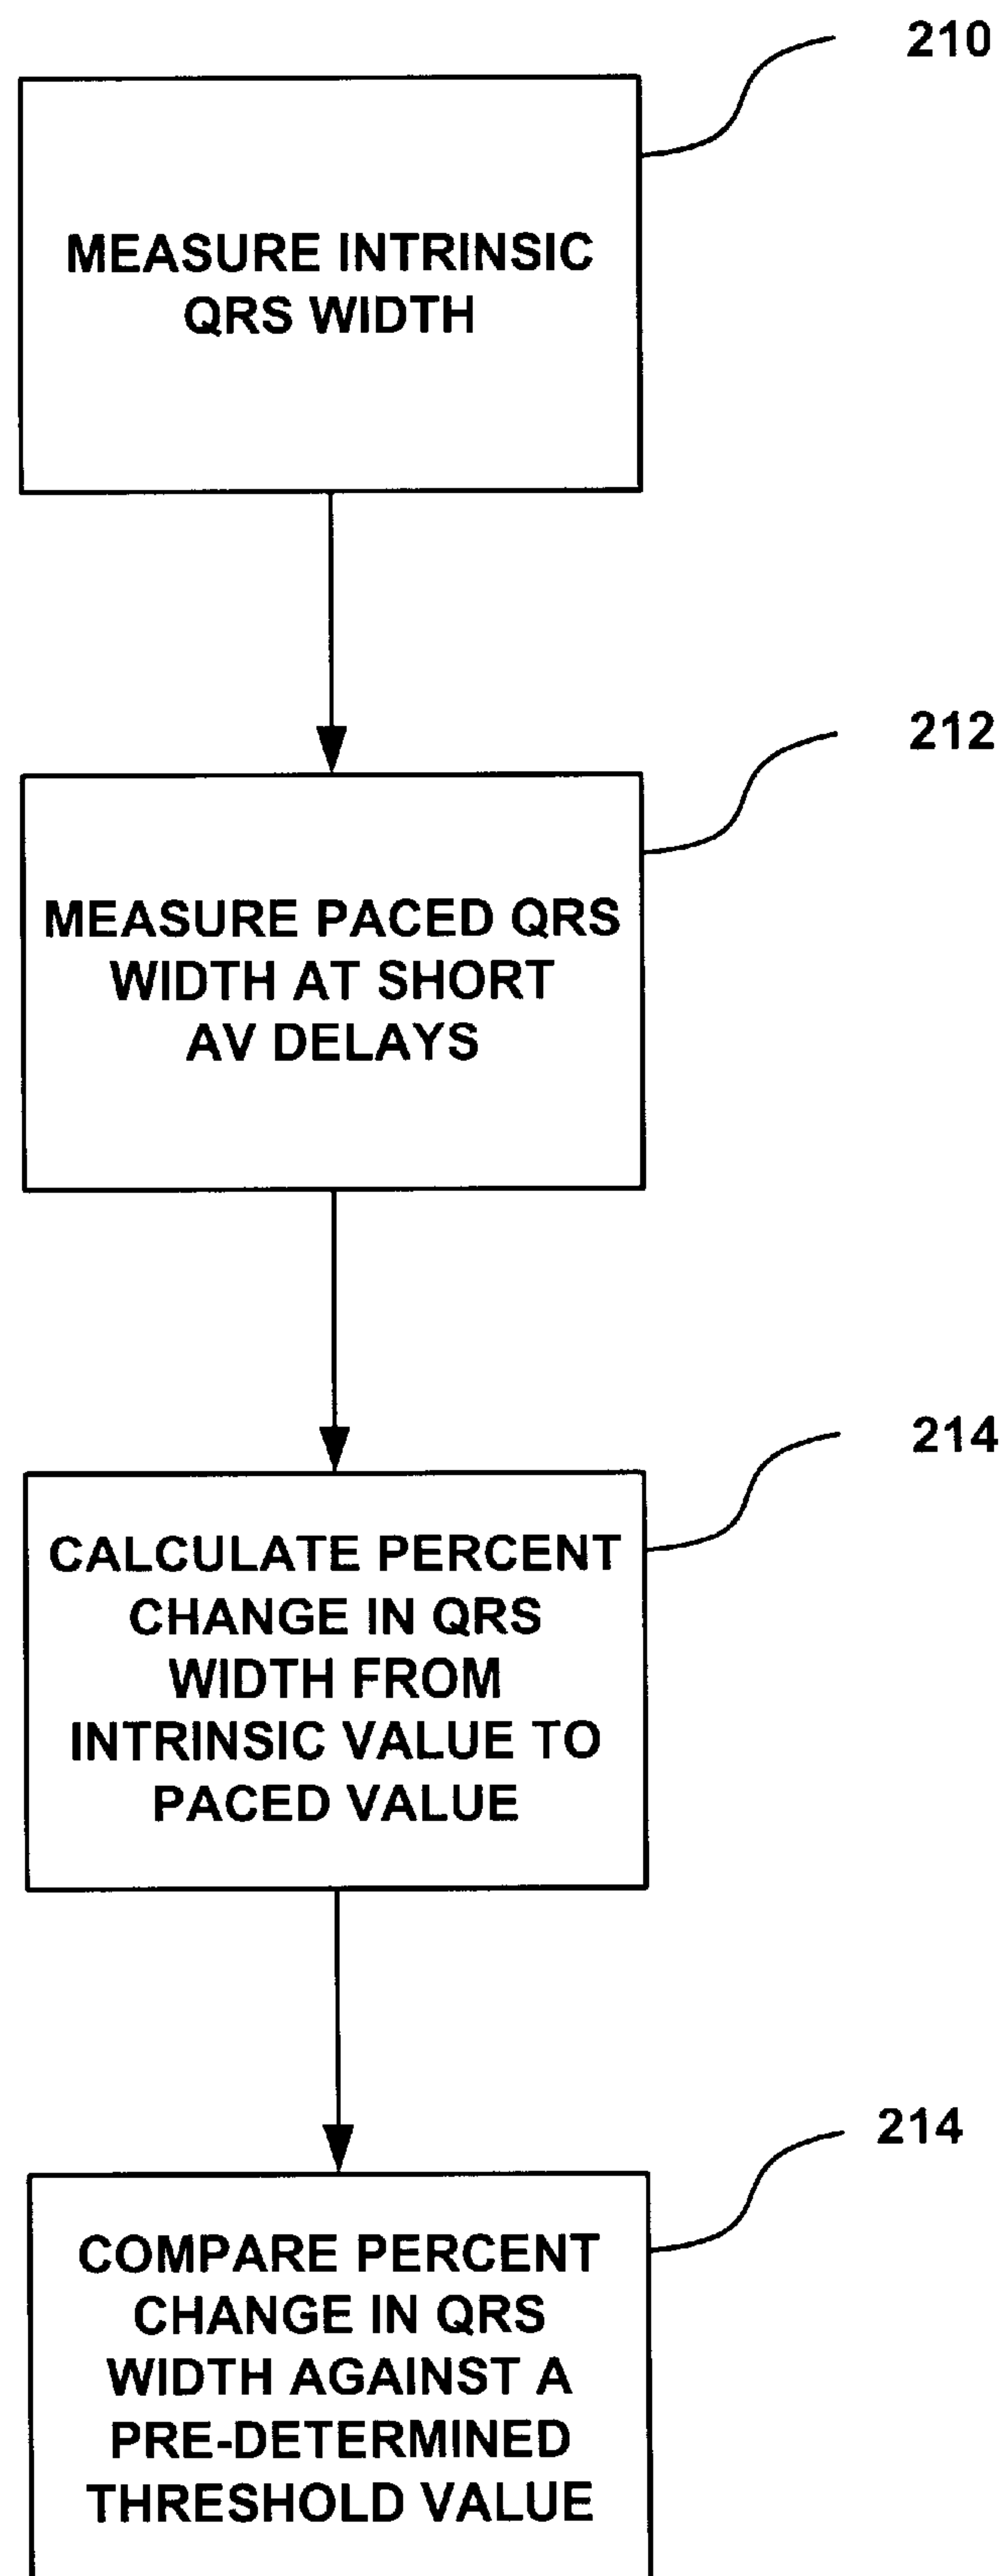 210
MEASURE INTRINSIC
QRS WIDTH
212
MEASURE PACED QRS
WIDTH AT SHORT
AV DELAYS
214
CALCULATE PERCENT
CHANGE IN QRS
WIDTH FROM
INTRINSIC VALUE TO
PACED VALUE
214
COMPARE PERCENT
CHANGE IN QRS
WIDTH AGAINST A
PRE-DETERMINED
THRESHOLD VALUE